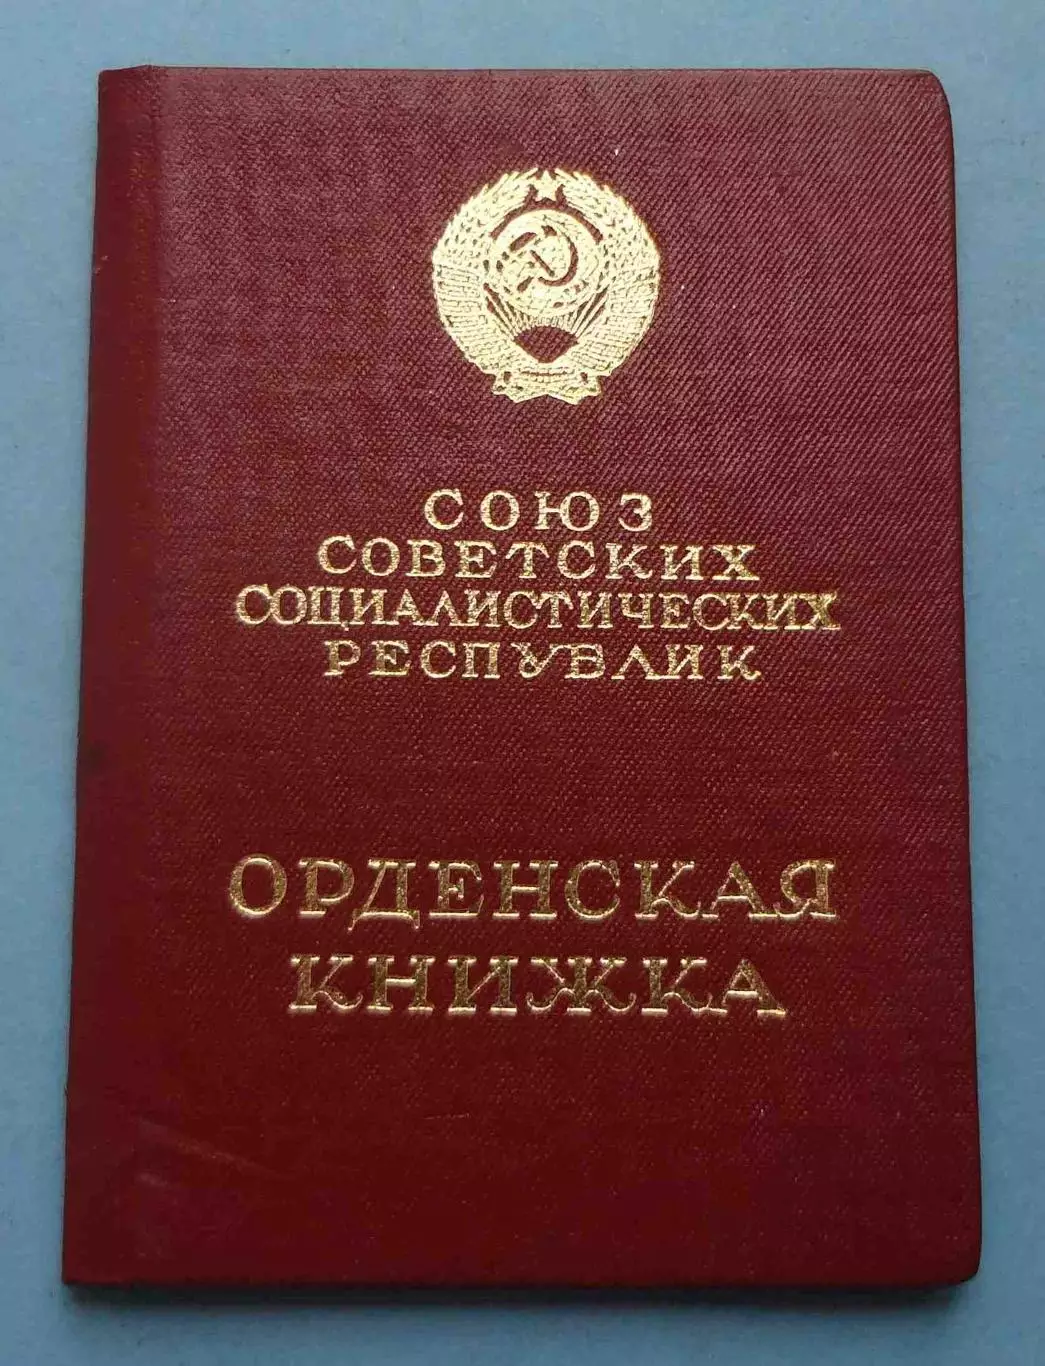 СОЮЗ
СОВЕТСКИХ
СОЦИАЛИСТИЧЕСКИХ
РЕСПУБЛИК
ОРДЕНСКАЯ
КНИЖКА